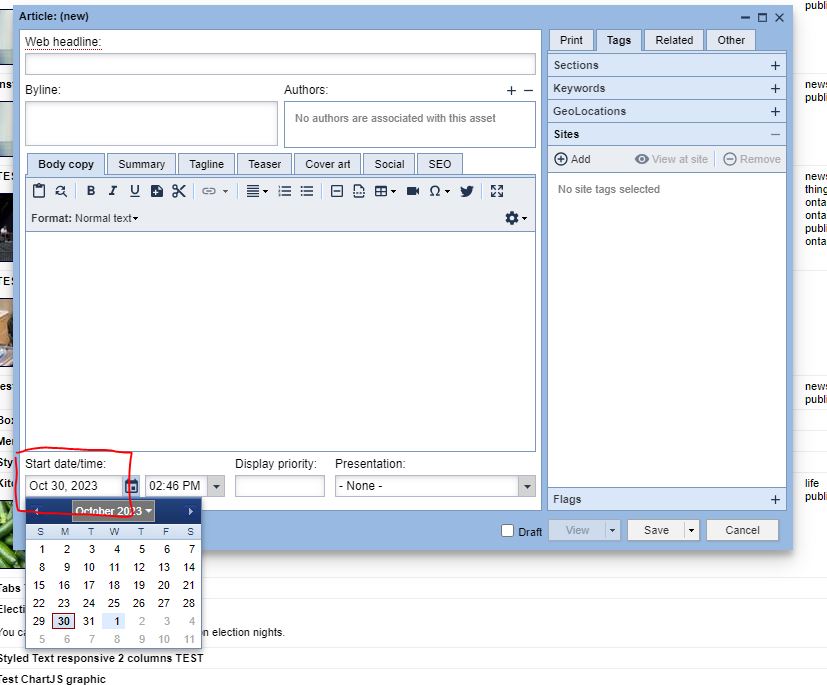 Article: (new)
publi
Web headline:
Byline:
Authors:
No authors are associated with this asset
Body copy
Summary
Tagline
Teaser
Cover art
Social
SEO
B I U
Ω
Format: Normal text
Start date/time:
Display priority:
Presentation:
Oct 30, 2023
02:46 PM
- None -
Print
Tags
Related
Other
Sections
Keywords
GeoLocations
Sites
Add
View at site
Remove
No site tags selected
Flags
Draft
View
Save
Cancel
October 2023
S M T W T F S
1 2 3 4 5 6 7
8 9 10 11 12 13 14
15 16 17 18 19 20 21
22 23 24 25 26 27 28
29 30 31 1 2 3 4
5 6 7 8 9 10 11
news
publi
news
thing
onta
onta
publi
onta
news
publi
life
publi
Tabs
Electi
You ca
n election nights.
Styled Text responsive 2 columns TEST
Test ChartJS graphic